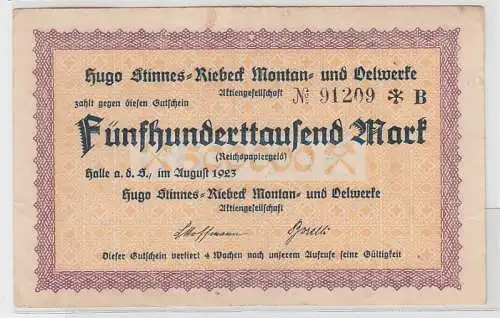 Hugo Stinnes-Riebeck Montan- und Oelwerke
Aktiengesellschaft
zahlt gegen diesen Gutschein № 91209 ✻ B
Fünfhunderttausend Mark
(Reichspapiergeld)
500000
Halle a. d. S., im August 1923
Hugo Stinnes-Riebeck Montan- und Oelwerke
Aktiengesellschaft
Dieser Gutschein verliert 4 Wochen nach unserem Aufrufe seine Gültigkeit